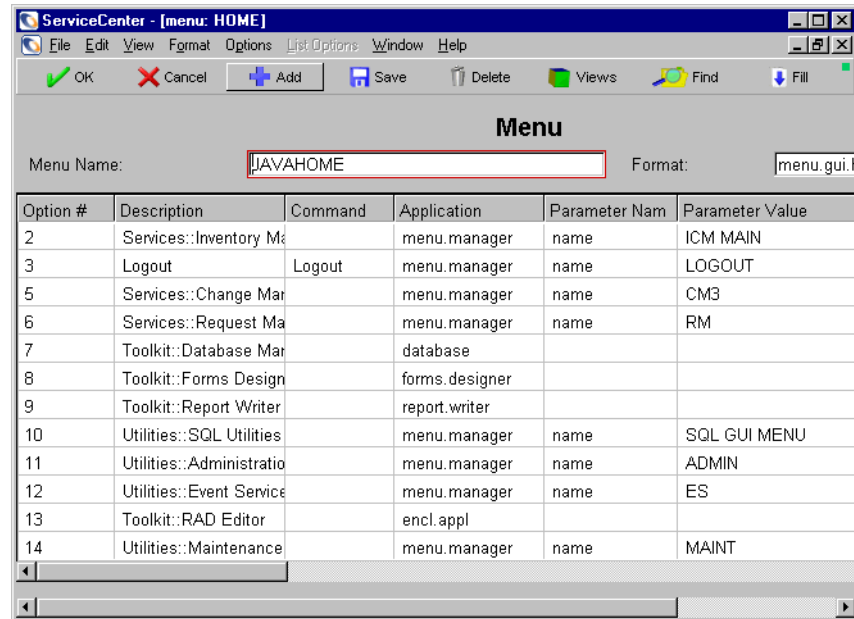 ServiceCenter - [menu: HOME]
File Edit View Format Options List Options Window Help
OK Cancel Add Save Delete Views Find Fill
Menu
Menu Name: JAVAHOME Format: menu.gui.h
Option # Description Command Application Parameter Nam Parameter Value
2 Services::Inventory Ma menu.manager name ICM MAIN
3 Logout Logout menu.manager name LOGOUT
5 Services::Change Mar menu.manager name CM3
6 Services::Request Ma menu.manager name RM
7 Toolkit::Database Mar database
8 Toolkit::Forms Design forms.designer
9 Toolkit::Report Writer report.writer
10 Utilities::SQL Utilities menu.manager name SQL GUI MENU
11 Utilities::Administratio menu.manager name ADMIN
12 Utilities::Event Service menu.manager name ES
13 Toolkit::RAD Editor encl.appl
14 Utilities::Maintenance menu.manager name MAINT